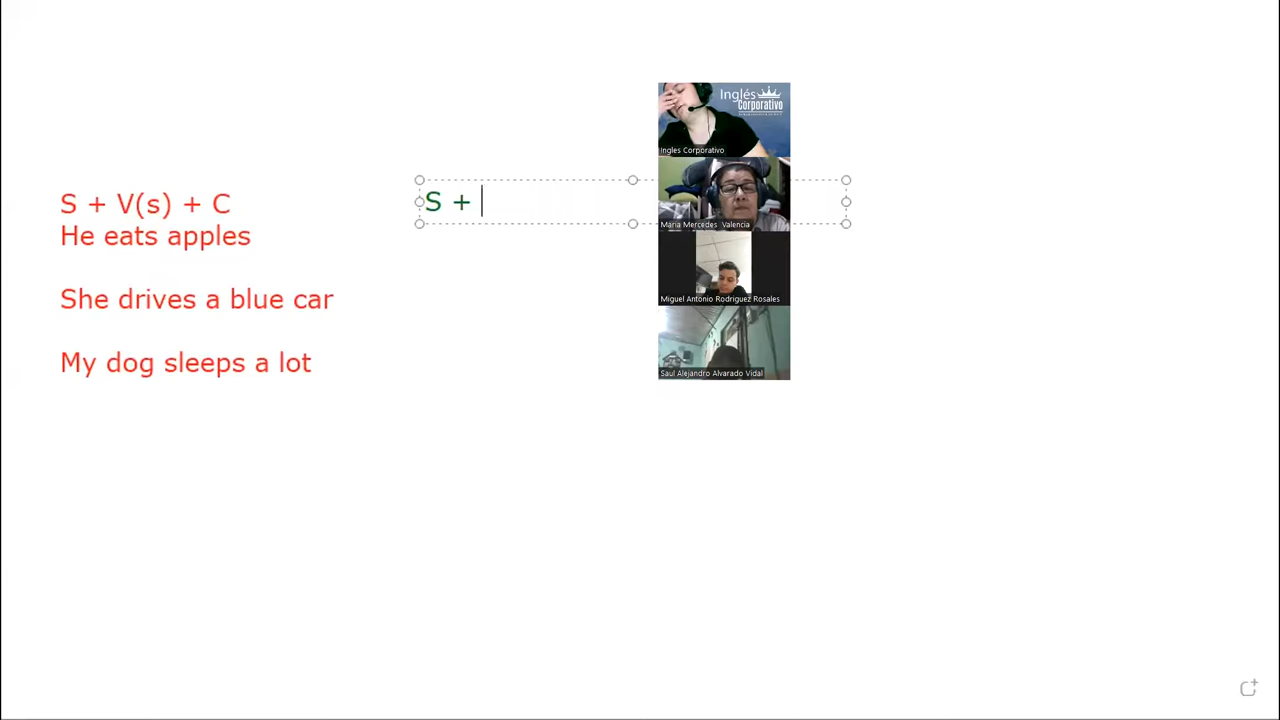 S + V(s) + C
He eats apples
She drives a blue car
My dog sleeps a lot
S +
Inglés
Corporativo
Ingles Corporativo
Maria Mercedes Valencia
Miguel Antonio Rodriguez Rosales
Saul Alejandro Alvarado Vidal